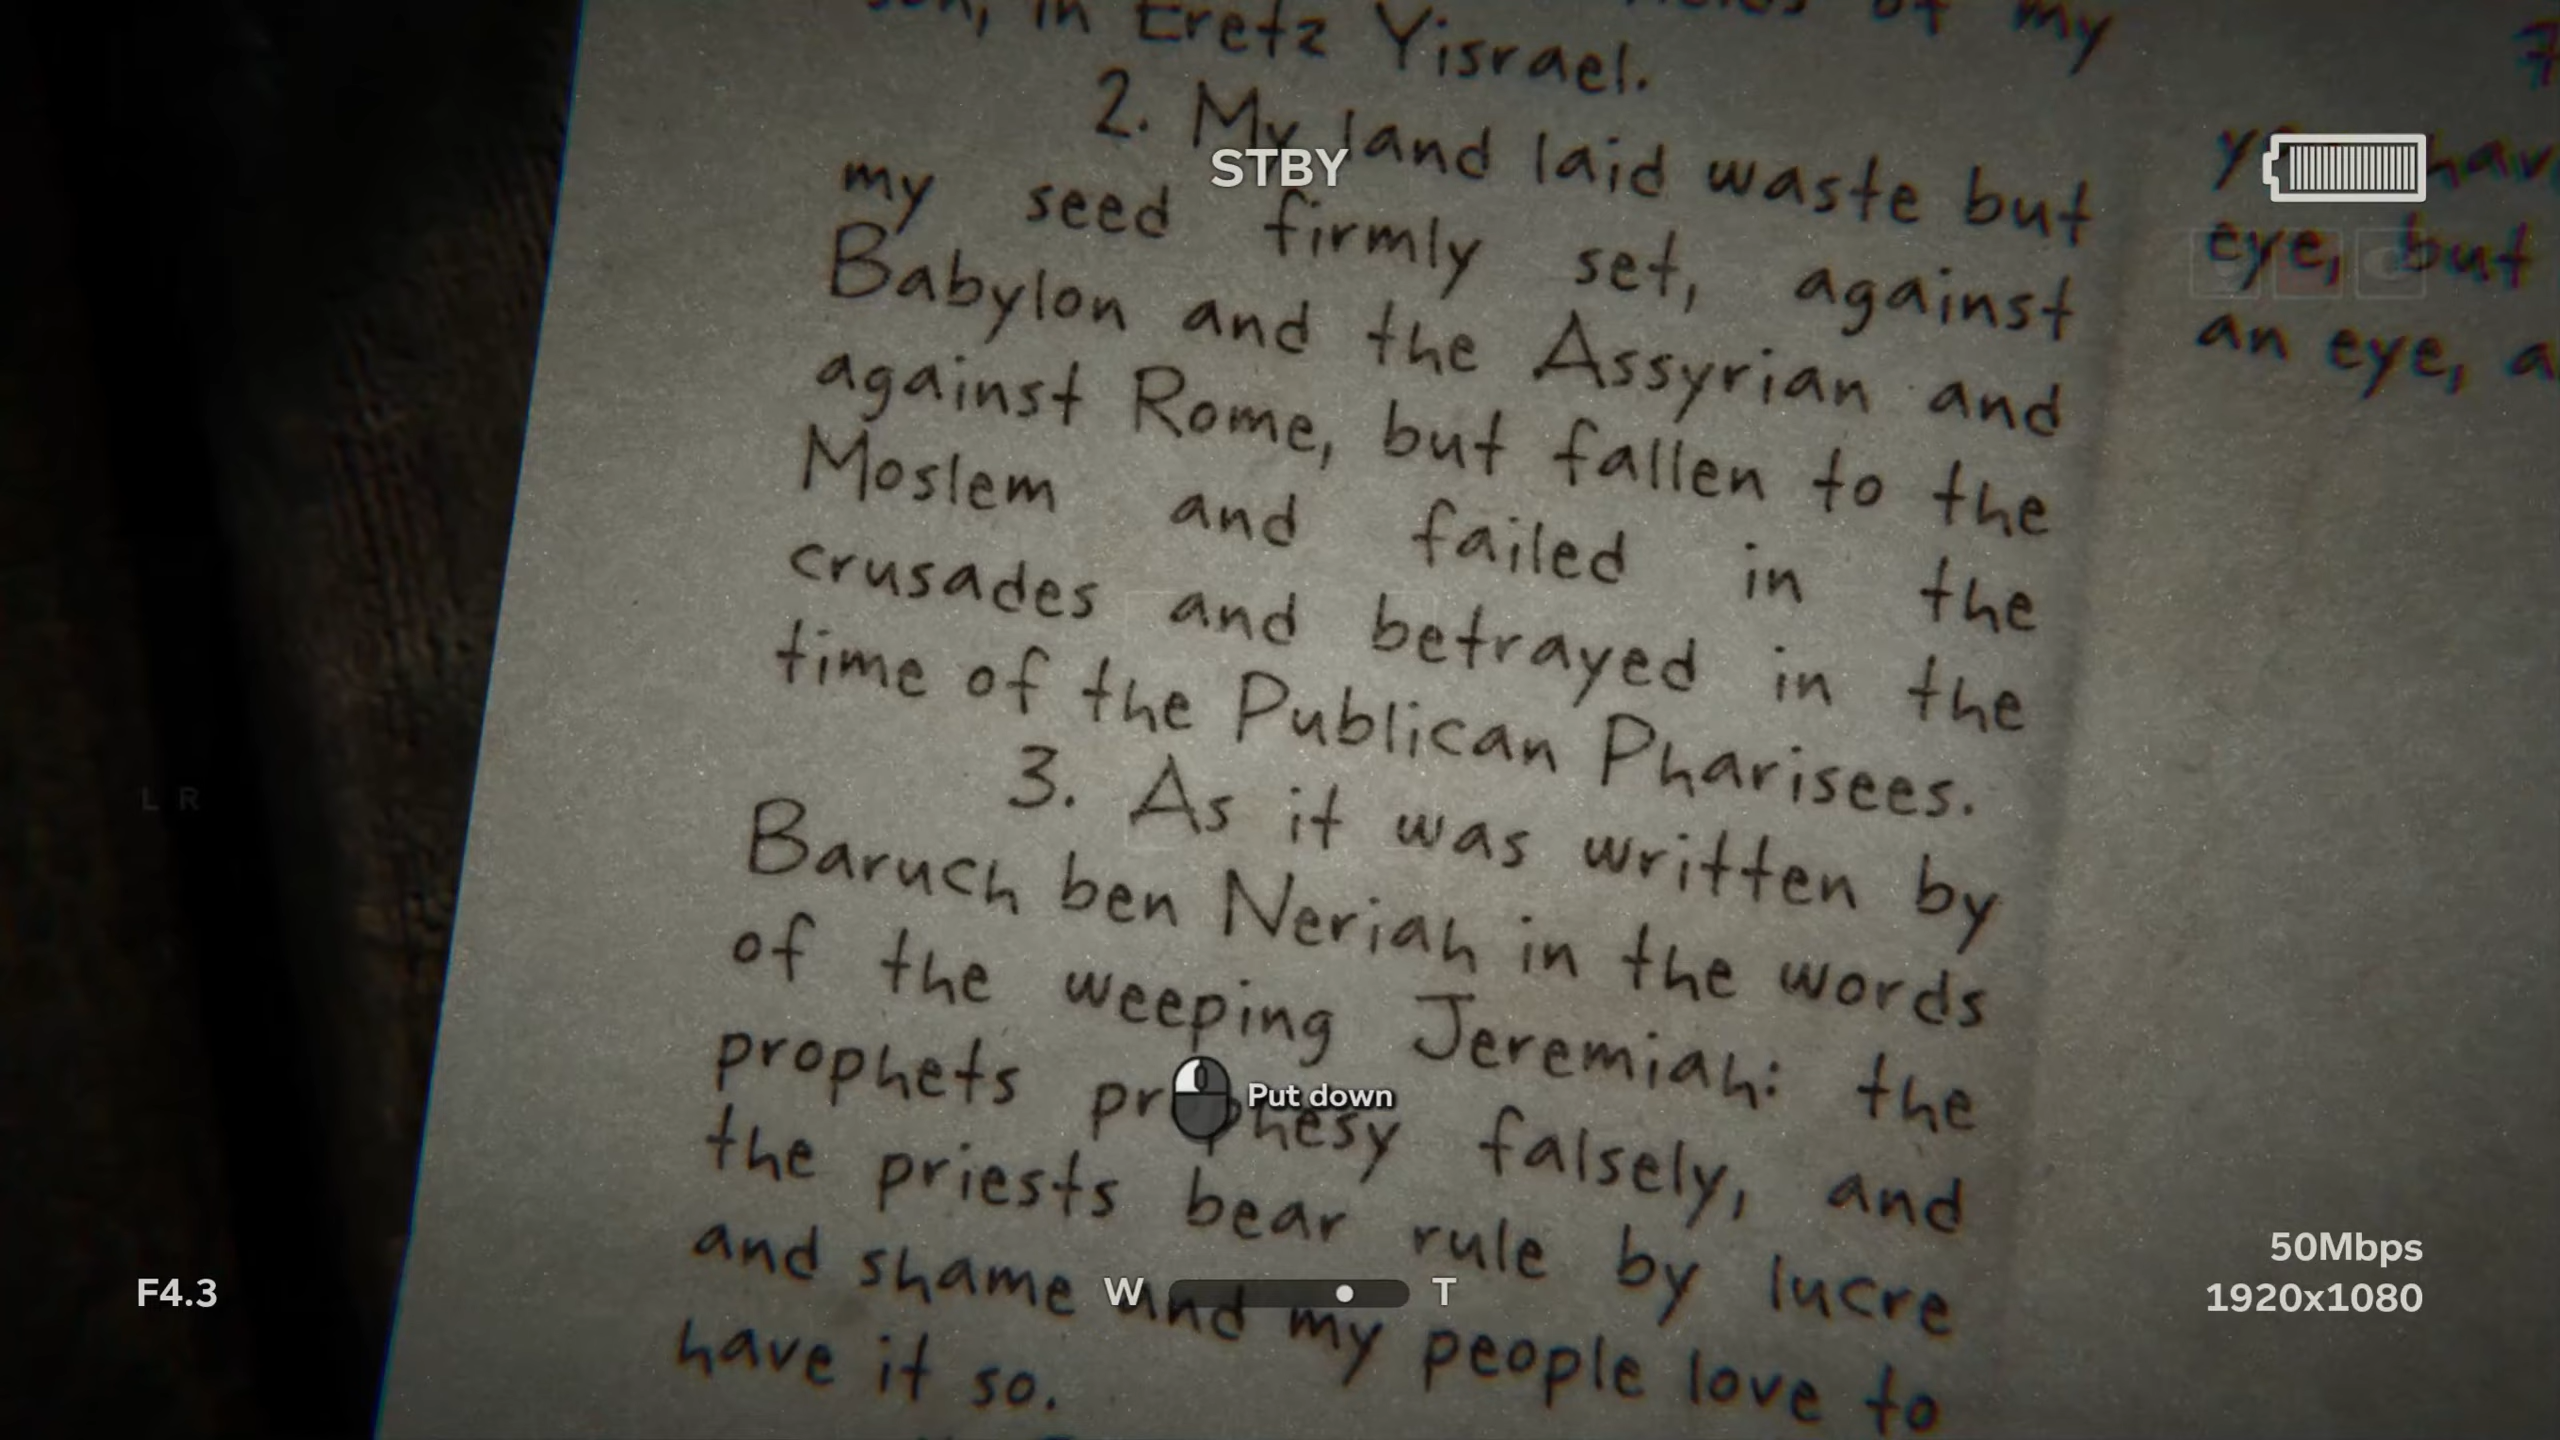 in Eretz Yisrael.
of my
2. My land laid waste but
my seed firmly set, against
Babylon and the Assyrian and
against Rome, but fallen to the
Moslem and failed in the
crusades and betrayed in the
time of the Publican Pharisees.
3. As it was written by
Baruch ben Neriah in the words
of the weeping Jeremiah: the
prophets prophesy falsely, and
the priests bear rule by lucre
and shame and my people love to
have it so.
7
eye, but
an eye,
STBY
L R
Put down
F4.3
W T
50Mbps
1920x1080